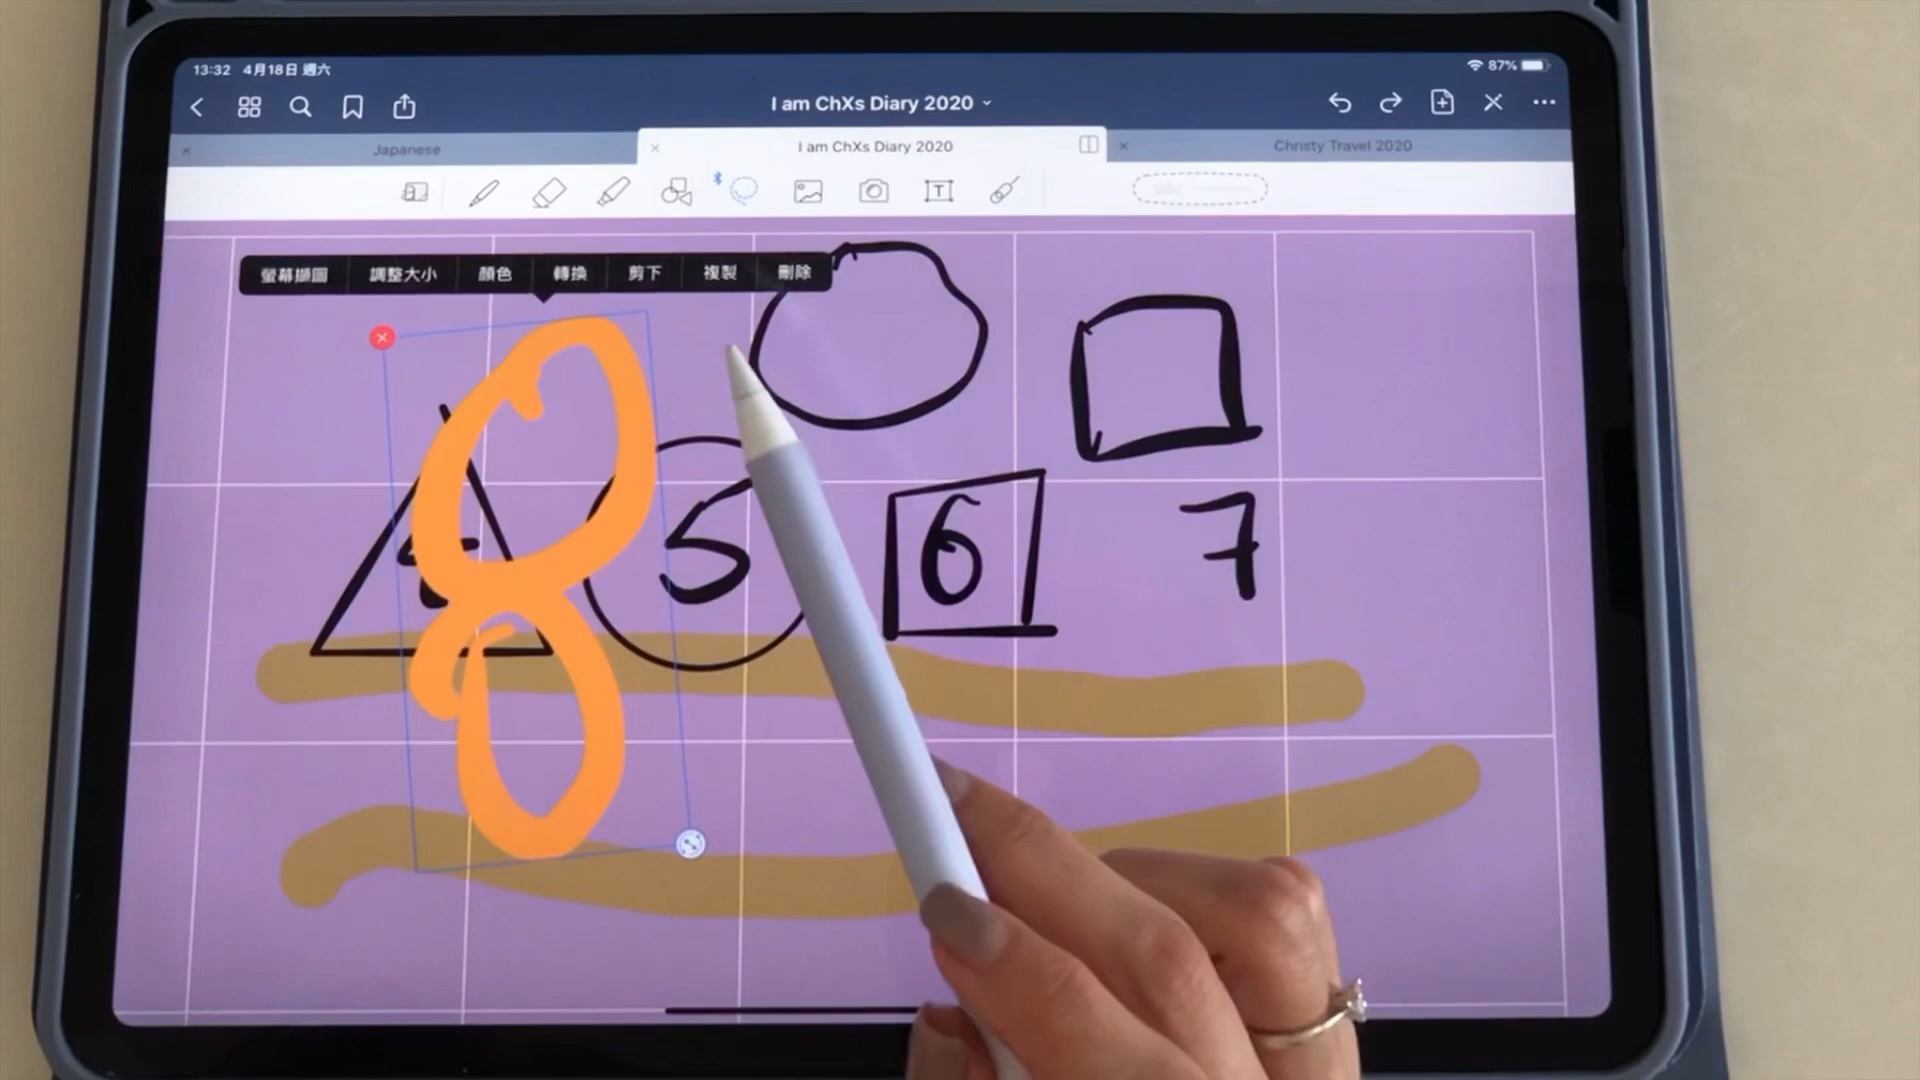 13:32 4月18日 週六
87%
I am ChXs Diary 2020
Japanese
I am ChXs Diary 2020
Christy Travel 2020
T
螢幕擷圖 調整大小 顏色 轉換 剪下 複製 刪除
8
5 6 7